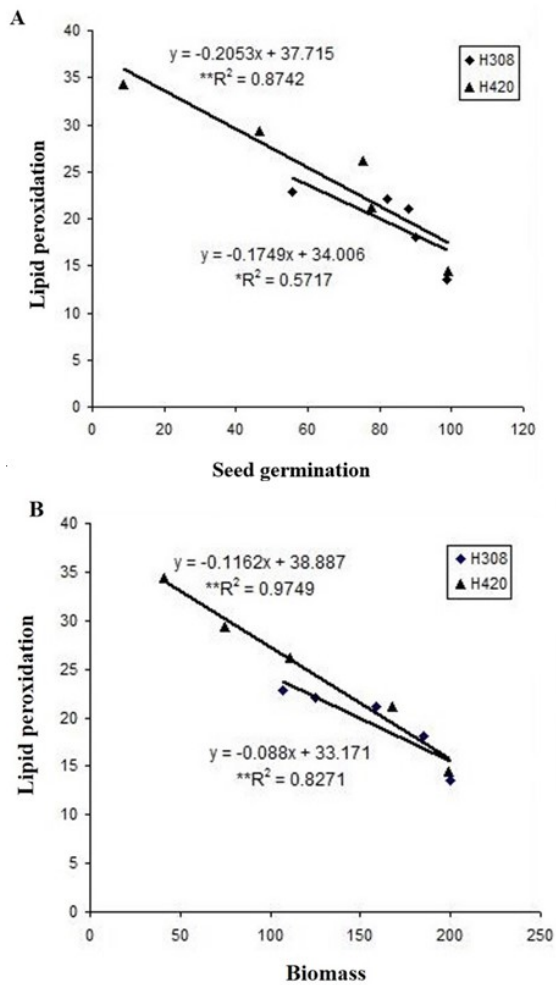 A
40
35
30
25
20
15
10
5
0
Lipid peroxidation
y = -0.2053x + 37.715
**R² = 0.8742
H308
H420
y = -0.1749x + 34.006
*R² = 0.5717
0 20 40 60 80 100 120
Seed germination
B
40
35
30
25
20
15
10
5
0
Lipid peroxidation
y = -0.1162x + 38.887
**R² = 0.9749
H308
H420
y = -0.088x + 33.171
**R² = 0.8271
0 50 100 150 200 250
Biomass